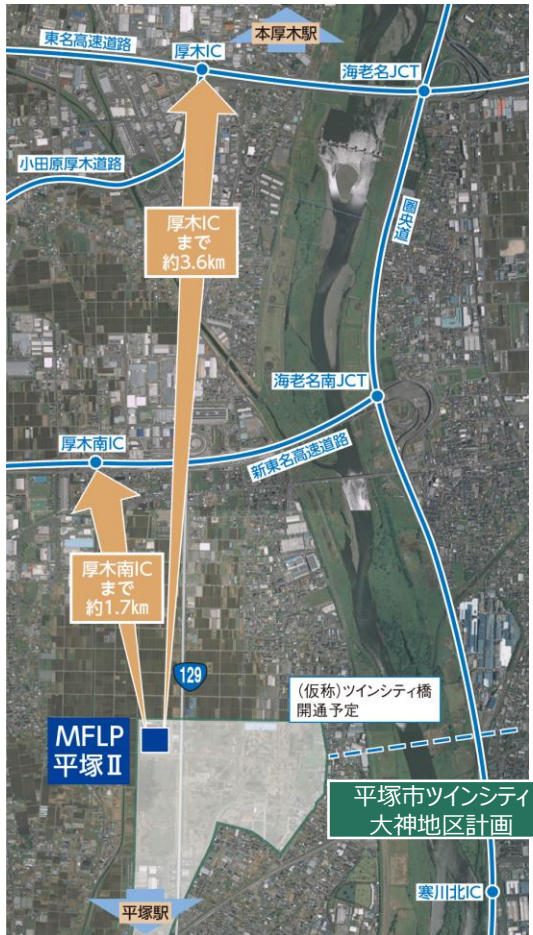 本厚木駅
東名高速道路
厚木IC
海老名JCT
小田原厚木道路
圏央道
厚木IC
まで
約3.6km
海老名南JCT
厚木南IC
新東名高速道路
厚木南IC
まで
約1.7km
129
(仮称)ツインシティ橋
開通予定
MFLP
平塚Ⅱ
平塚市ツインシティ
大神地区計画
寒川北IC
平塚駅